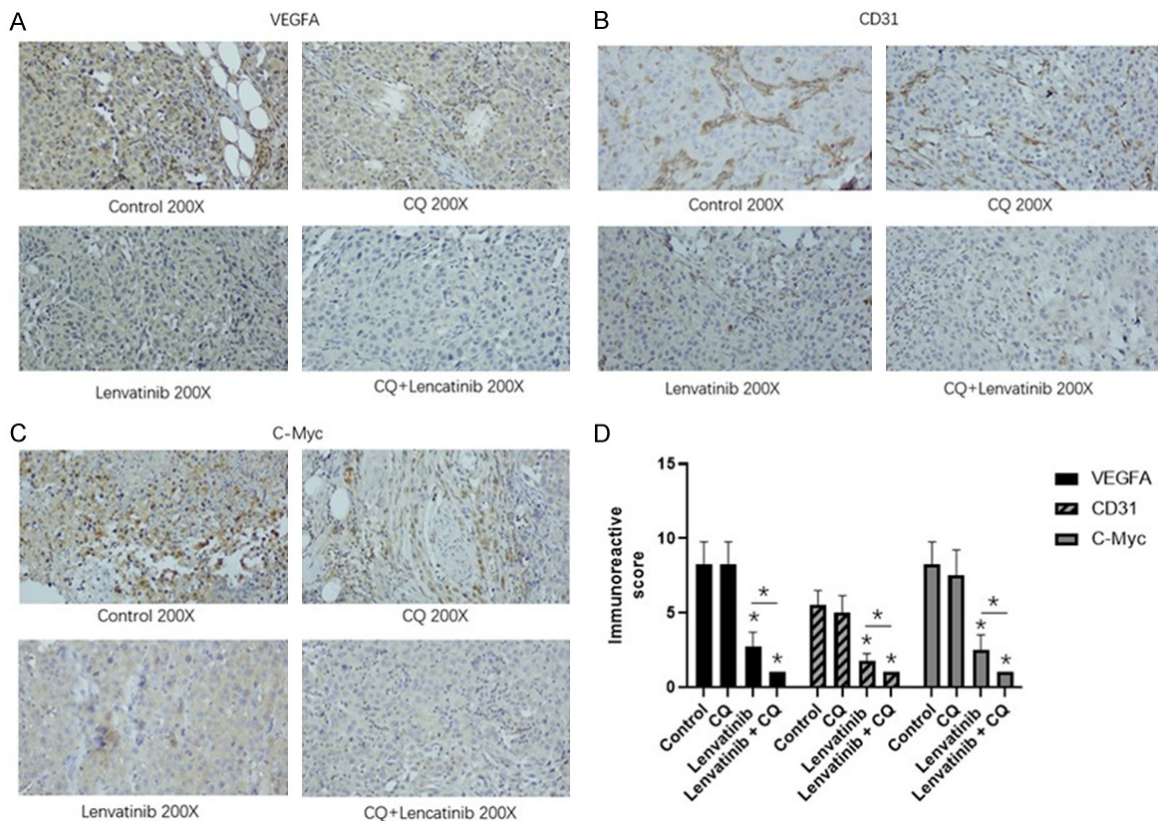 A
VEGFA
Control 200X
CQ 200X
Lenvatinib 200X
CQ+Lencatinib 200X
B
CD31
Control 200X
CQ 200X
Lenvatinib 200X
CQ+Lenvatinib 200X
C
C-Myc
Control 200X
CQ 200X
Lenvatinib 200X
CQ+Lencatinib 200X
D
Immunoreactive
score
15
10
5
0
* * *
* * *
* * *
Control
CQ
Lenvatinib
Lenvatinib + CQ
Control
CQ
Lenvatinib
Lenvatinib + CQ
Control
CQ
Lenvatinib
Lenvatinib + CQ
VEGFA
CD31
C-Myc